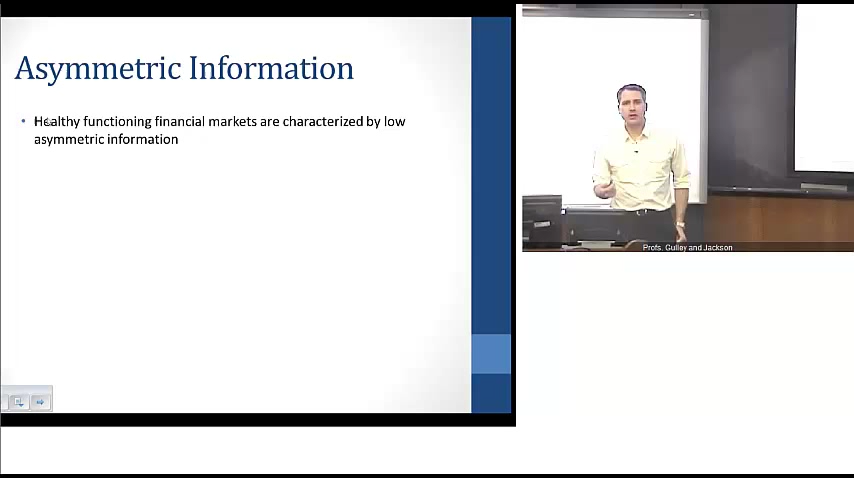 Asymmetric Information
• Healthy functioning financial markets are characterized by low
asymmetric information
Profs. Gulley and Jackson